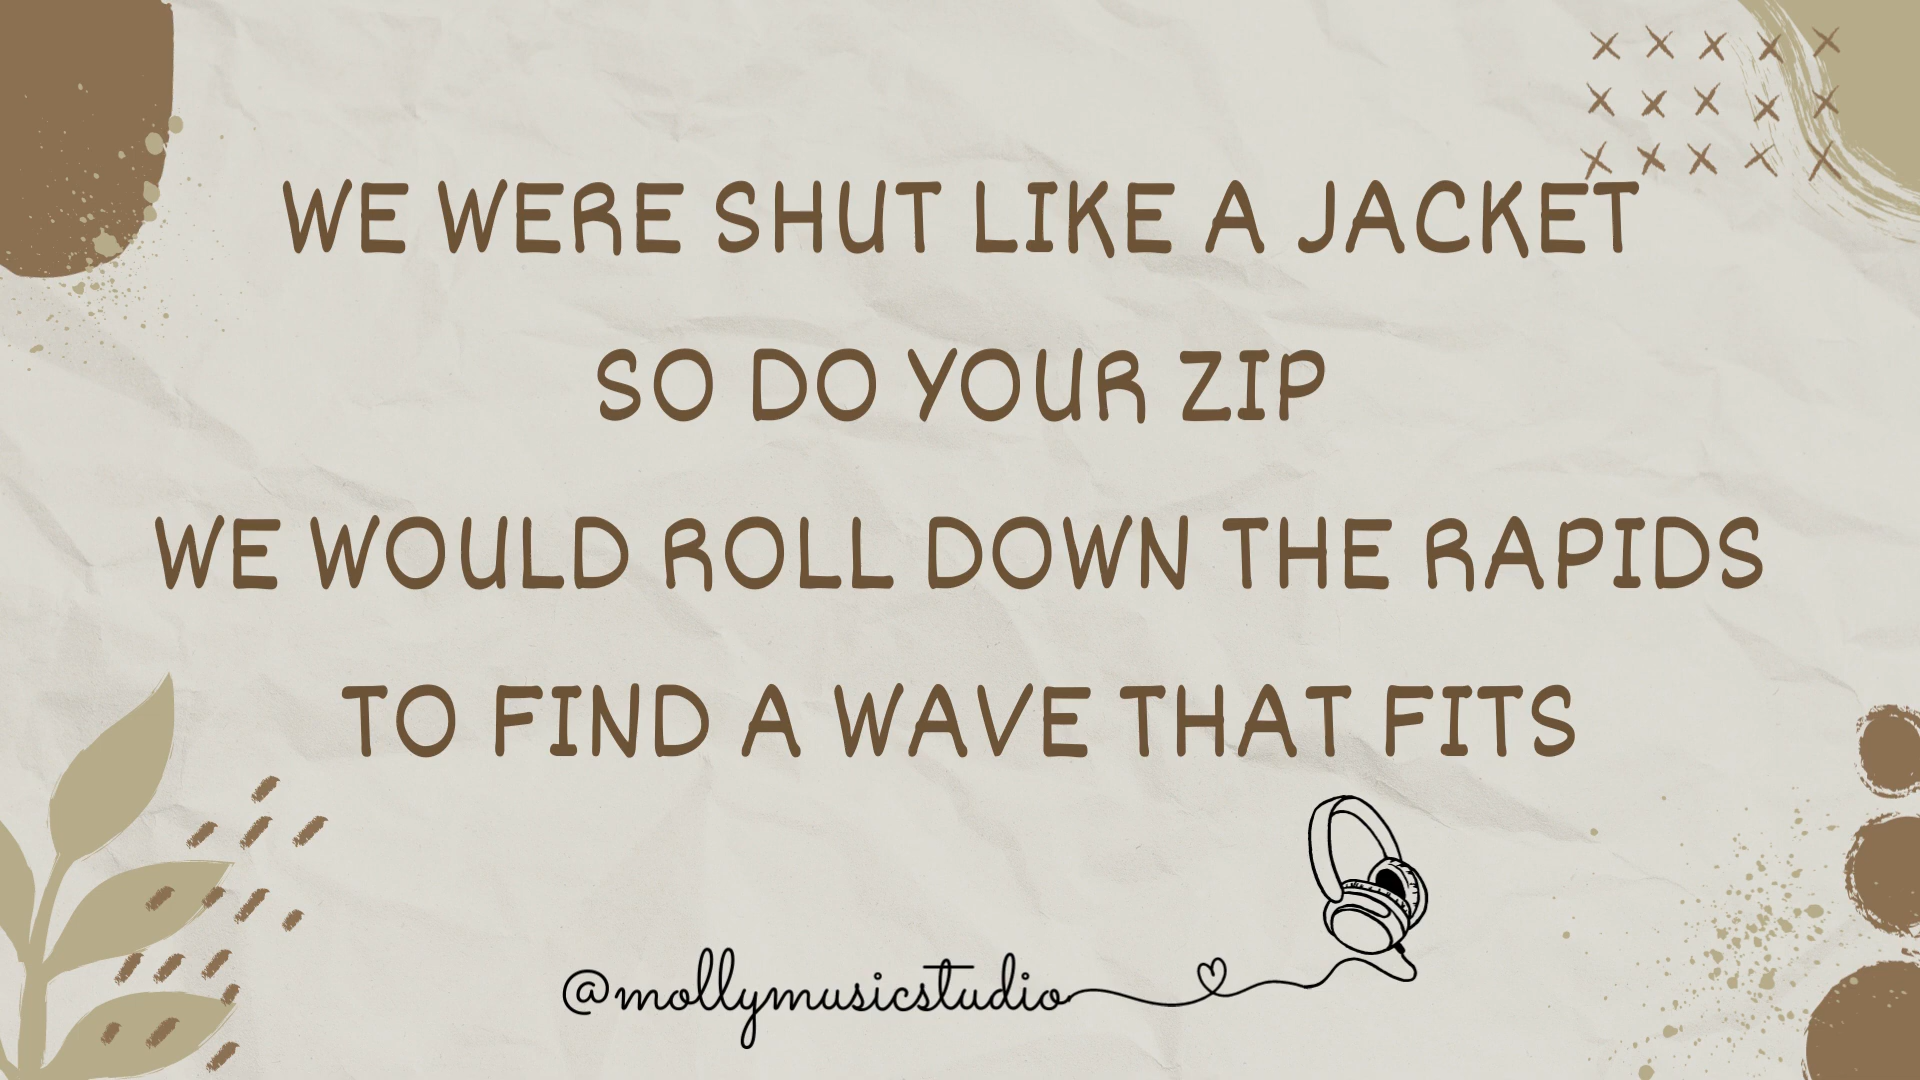 WE WERE SHUT LIKE A JACKET
SO DO YOUR ZIP
WE WOULD ROLL DOWN THE RAPIDS
TO FIND A WAVE THAT FITS
@mollymusicstudio